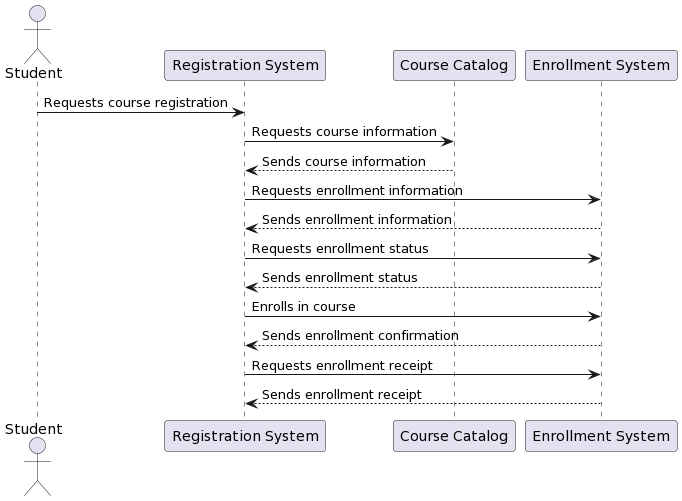 Student
Registration System
Course Catalog
Enrollment System
Requests course registration
Requests course information
Sends course information
Requests enrollment information
Sends enrollment information
Requests enrollment status
Sends enrollment status
Enrolls in course
Sends enrollment confirmation
Requests enrollment receipt
Sends enrollment receipt
Student
Registration System
Course Catalog
Enrollment System